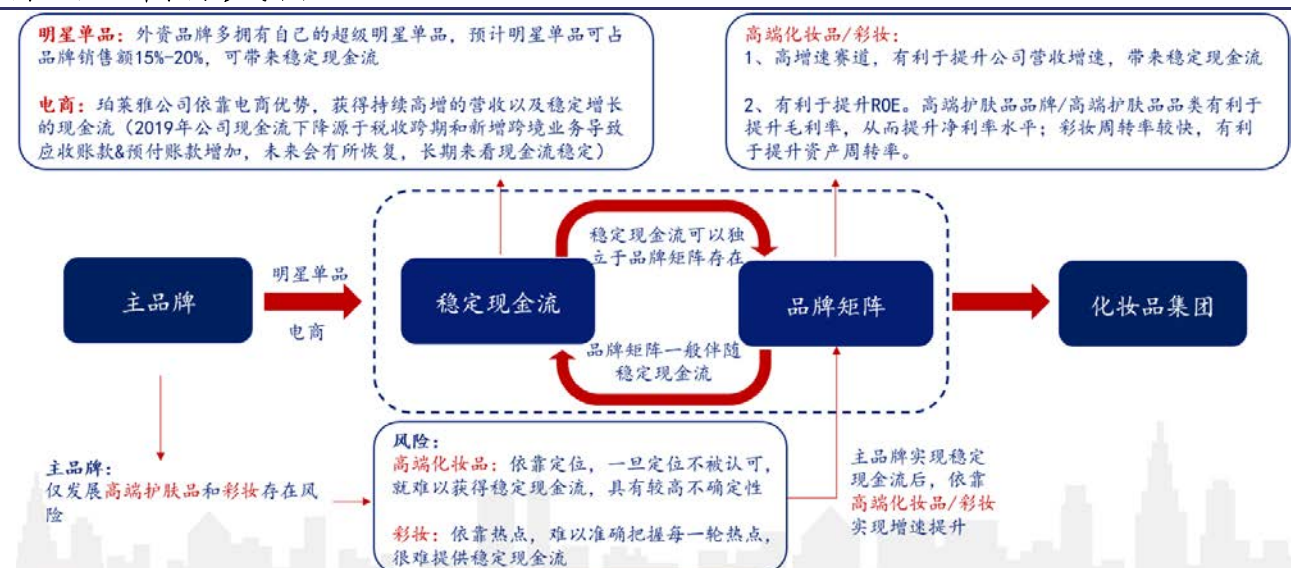 明星单品：外资品牌多拥有自己的超级明星单品，预计明星单品可占
品牌销售额15%-20%，可带来稳定现金流
电商：珀莱雅公司依靠电商优势，获得持续高增的营收以及稳定增长
的现金流（2019年公司现金流下降源于税收跨期和新增跨境业务导致
应收账款&预付账款增加，未来会有所恢复，长期来看现金流稳定）
高端化妆品/彩妆：
1、高增速赛道，有利于提升公司营收增速，带来稳定现金流
2、有利于提升ROE。高端护肤品品牌/高端护肤品品类有利于
提升毛利率，从而提升净利率水平；彩妆周转率较快，有利
于提升资产周转率。
主品牌
明星单品
电商
稳定现金流
稳定现金流可以独
立于品牌矩阵存在
品牌矩阵一般伴随
稳定现金流
品牌矩阵
化妆品集团
主品牌：
仅发展高端护肤品和彩妆存在风
险
风险：
高端化妆品：依靠定位，一旦定位不被认可，
就难以获得稳定现金流，具有较高不确定性
彩妆：依靠热点，难以准确把握每一轮热点，
很难提供稳定现金流
主品牌实现稳定
现金流后，依靠
高端化妆品/彩妆
实现增速提升